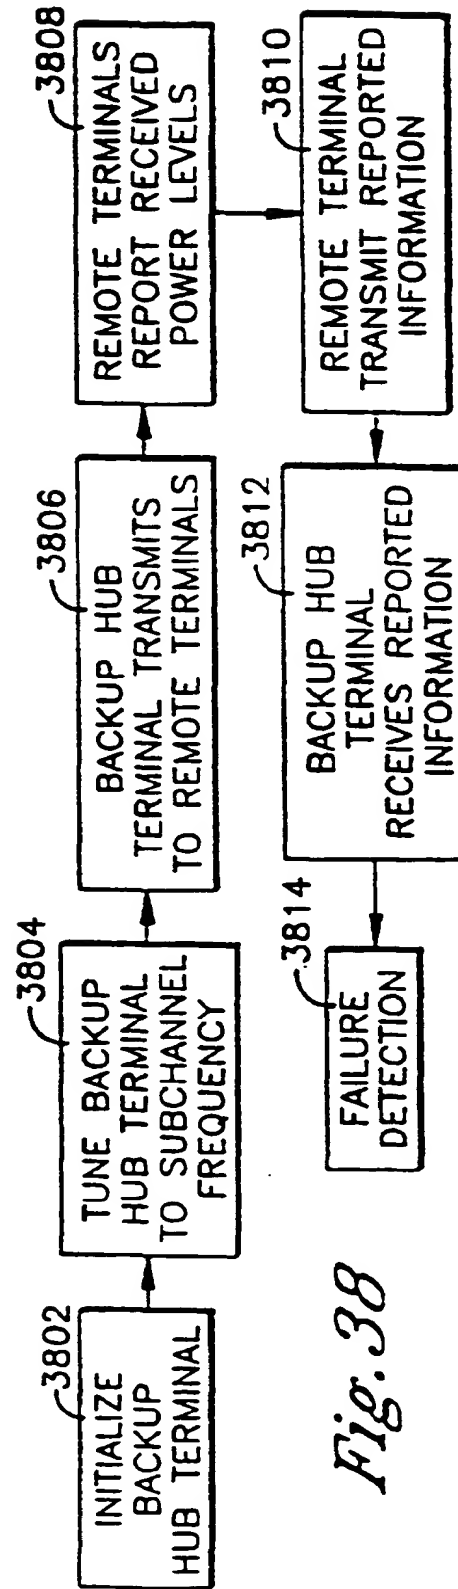 3802
INITIALIZE
BACKUP
HUB TERMINAL
3804
TUNE BACKUP
HUB TERMINAL
TO SUBCHANNEL
FREQUENCY
3806
BACKUP HUB
TERMINAL TRANSMITS
TO REMOTE TERMINALS
3808
REMOTE TERMINALS
REPORT RECEIVED
POWER LEVELS
3810
REMOTE TERMINAL
TRANSMIT REPORTED
INFORMATION
3812
BACKUP HUB
TERMINAL
RECEIVES REPORTED
INFORMATION
3814
FAILURE
DETECTION
Fig. 38